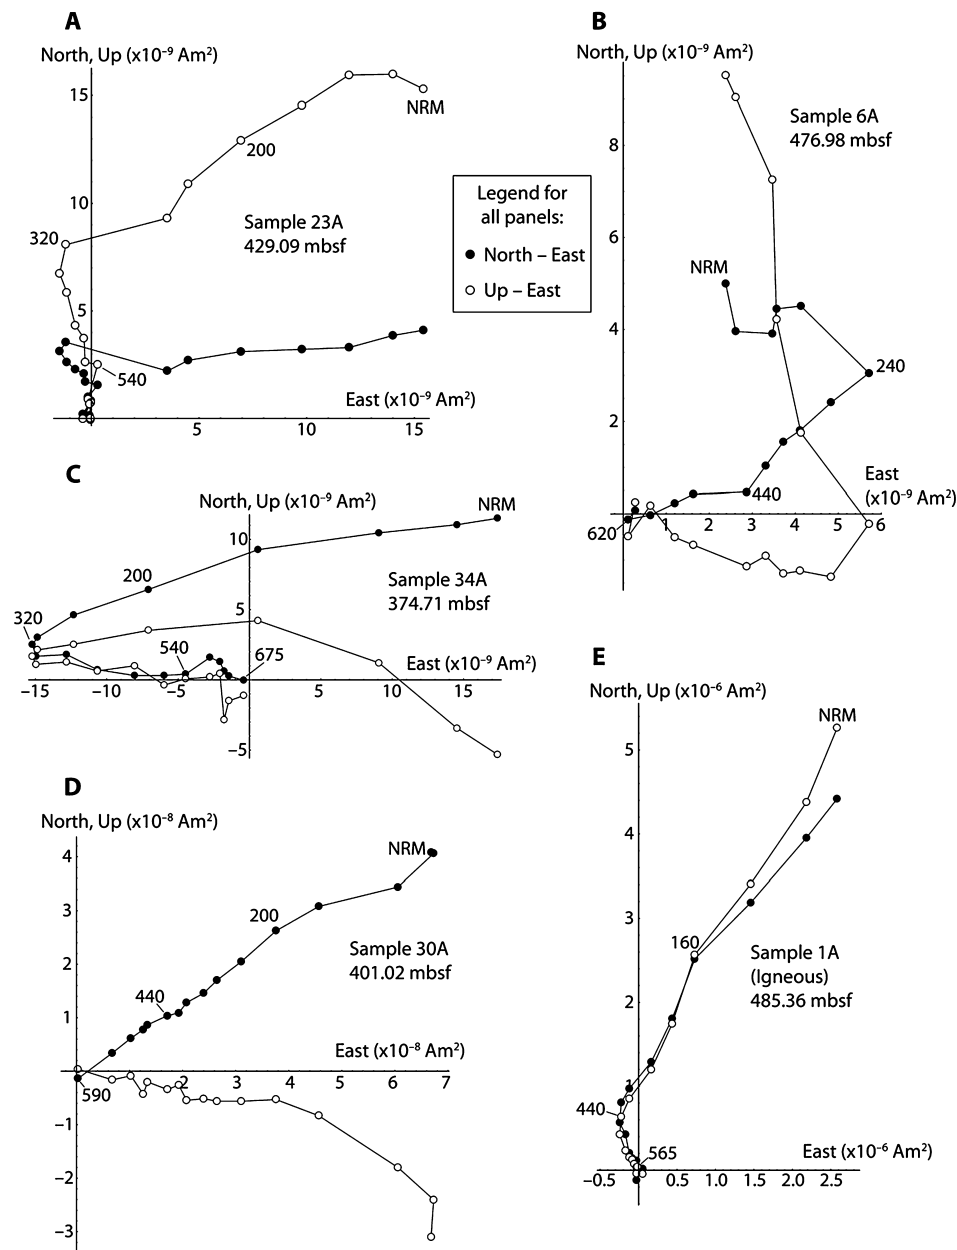 A
North, Up (x10⁻⁹ Am²)
15
NRM
200
10
320
Sample 23A
429.09 mbsf
5
540
East (x10⁻⁹ Am²)
5
10
15
B
North, Up (x10⁻⁹ Am²)
Sample 6A
476.98 mbsf
8
6
NRM
4
240
2
440
East
(x10⁻⁹ Am²)
620
1
2
3
4
5
6
Legend for
all panels:
North – East
Up – East
C
North, Up (x10⁻⁹ Am²)
NRM
10
200
Sample 34A
374.71 mbsf
320
5
540
675
East (x10⁻⁹ Am²)
−15
−10
−5
5
10
15
−5
D
North, Up (x10⁻⁸ Am²)
4
NRM
3
200
Sample 30A
401.02 mbsf
2
440
1
East (x10⁻⁸ Am²)
590
2
3
4
5
6
7
−1
−2
−3
E
North, Up (x10⁻⁶ Am²)
NRM
5
4
3
160
Sample 1A
(Igneous)
485.36 mbsf
2
1
440
565
East (x10⁻⁶ Am²)
−0.5
0.5
1.0
1.5
2.0
2.5